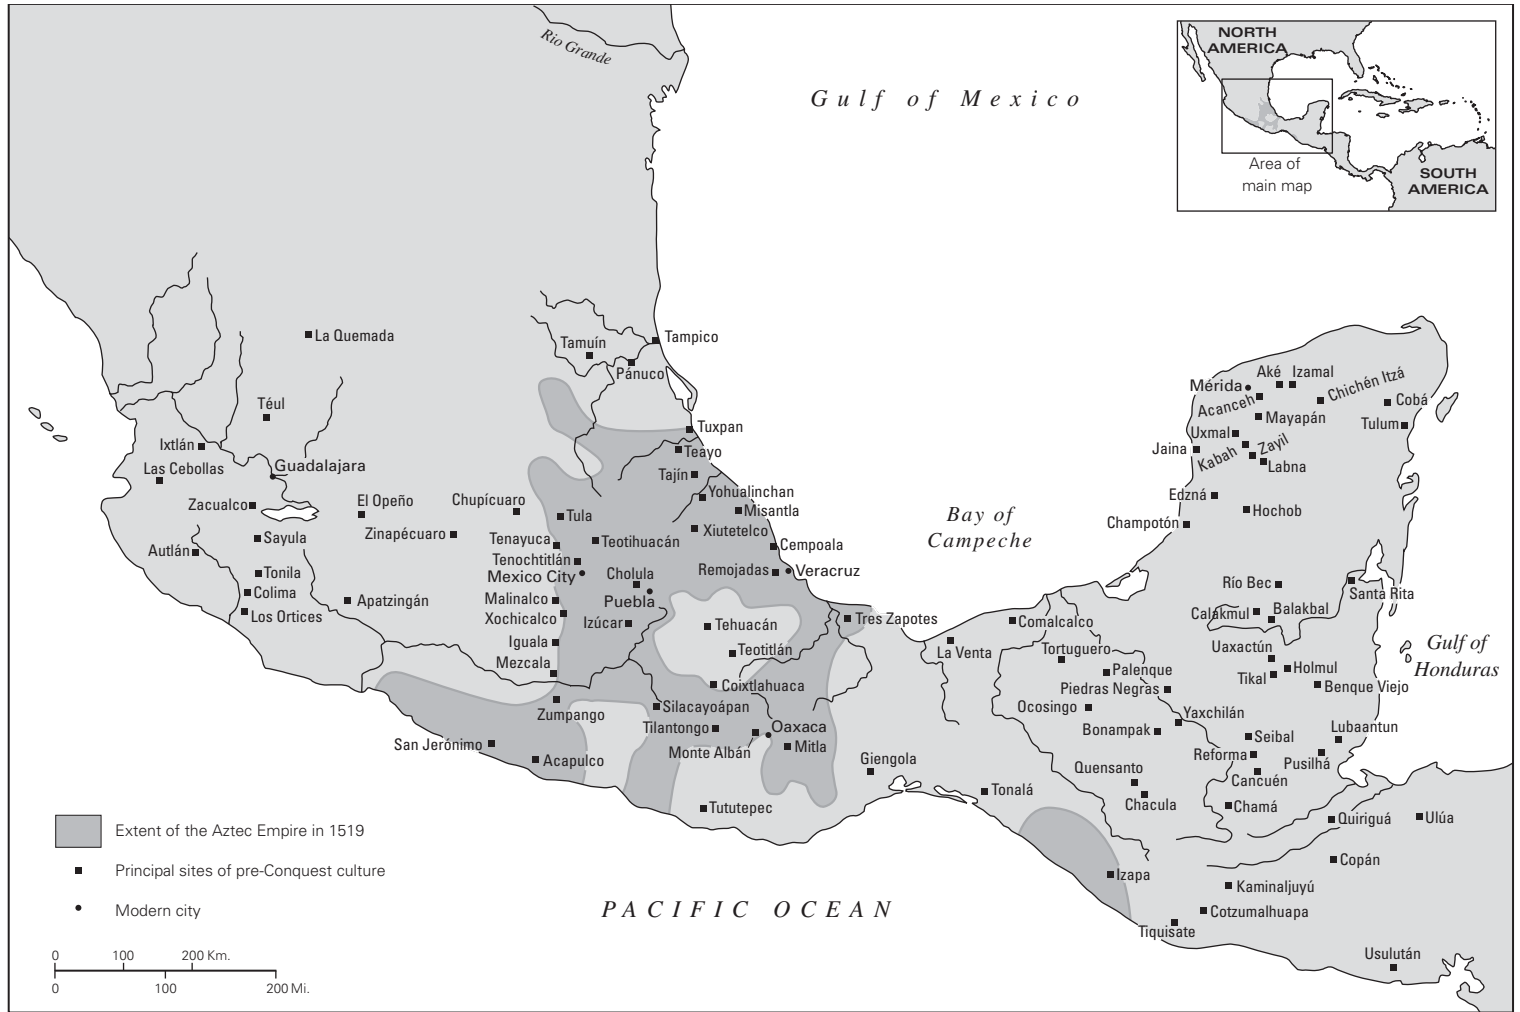 Rio Grande
Gulf of Mexico
NORTH
AMERICA
Area of
main map
SOUTH
AMERICA
La Quemada
Tamuín
Tampico
Pánuco
Téul
Tuxpan
Ixtlán
Teayo
Las Cebollas
Guadalajara
Tajín
Zacualco
El Opeño
Chupícuaro
Yohualinchan
Misantla
Zinapécuaro
Tula
Xiutetelco
Autlán
Sayula
Tenayuca
Teotihuacán
Cempoala
Tenochtitlán
Mexico City
Cholula
Remojadas
Veracruz
Tonila
Colima
Los Ortices
Apatzingán
Malinalco
Puebla
Xochicalco
Izúcar
Tehuacán
Tres Zapotes
Iguala
Teotitlán
Mezcala
Coixtlahuaca
Zumpango
Silacayoápan
Tilantongo
Oaxaca
Monte Albán
Mitla
San Jerónimo
Acapulco
Tututepec
Giengola
Bay of
Campeche
Mérida
Aké
Izamal
Chichén Itzá
Cobá
Acanceh
Mayapán
Tulum
Uxmal
Jaina
Kabah
Zayil
Labna
Edzná
Hochob
Champotón
Río Bec
Santa Rita
Calakmul
Balakbal
Comalcalco
La Venta
Tortuguero
Uaxactún
Gulf of
Honduras
Palenque
Holmul
Tikal
Piedras Negras
Benque Viejo
Ocosingo
Yaxchilán
Bonampak
Seibal
Lubaantun
Reforma
Pusilhá
Quensanto
Cancuén
Tonalá
Chacula
Chamá
Quiriguá
Ulúa
Copán
Izapa
Kaminaljuyú
Cotzumalhuapa
Tiquisate
Usulután
PACIFIC OCEAN
Extent of the Aztec Empire in 1519
Principal sites of pre-Conquest culture
Modern city
0 100 200 Km.
0 100 200 Mi.